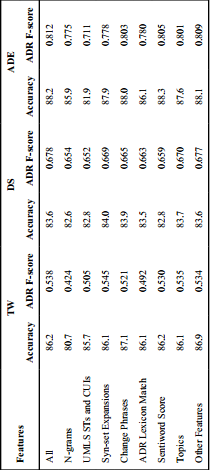 TW DS ADE
Features Accuracy ADR F-score Accuracy ADR F-score Accuracy ADR F-score
All 86.2 0.538 83.6 0.678 88.2 0.812
N-grams 80.7 0.424 82.6 0.654 85.9 0.775
UMLS STs and CUIs 85.7 0.505 82.8 0.652 81.9 0.711
Syn-set Expansions 86.1 0.545 84.0 0.669 87.9 0.778
Change Phrases 87.1 0.521 83.9 0.665 88.0 0.803
ADR Lexicon Match 86.1 0.492 83.5 0.663 86.1 0.780
Sentiword Score 86.2 0.530 82.8 0.659 88.3 0.805
Topics 86.1 0.535 83.7 0.670 87.6 0.801
Other Features 86.9 0.534 83.6 0.677 88.1 0.809